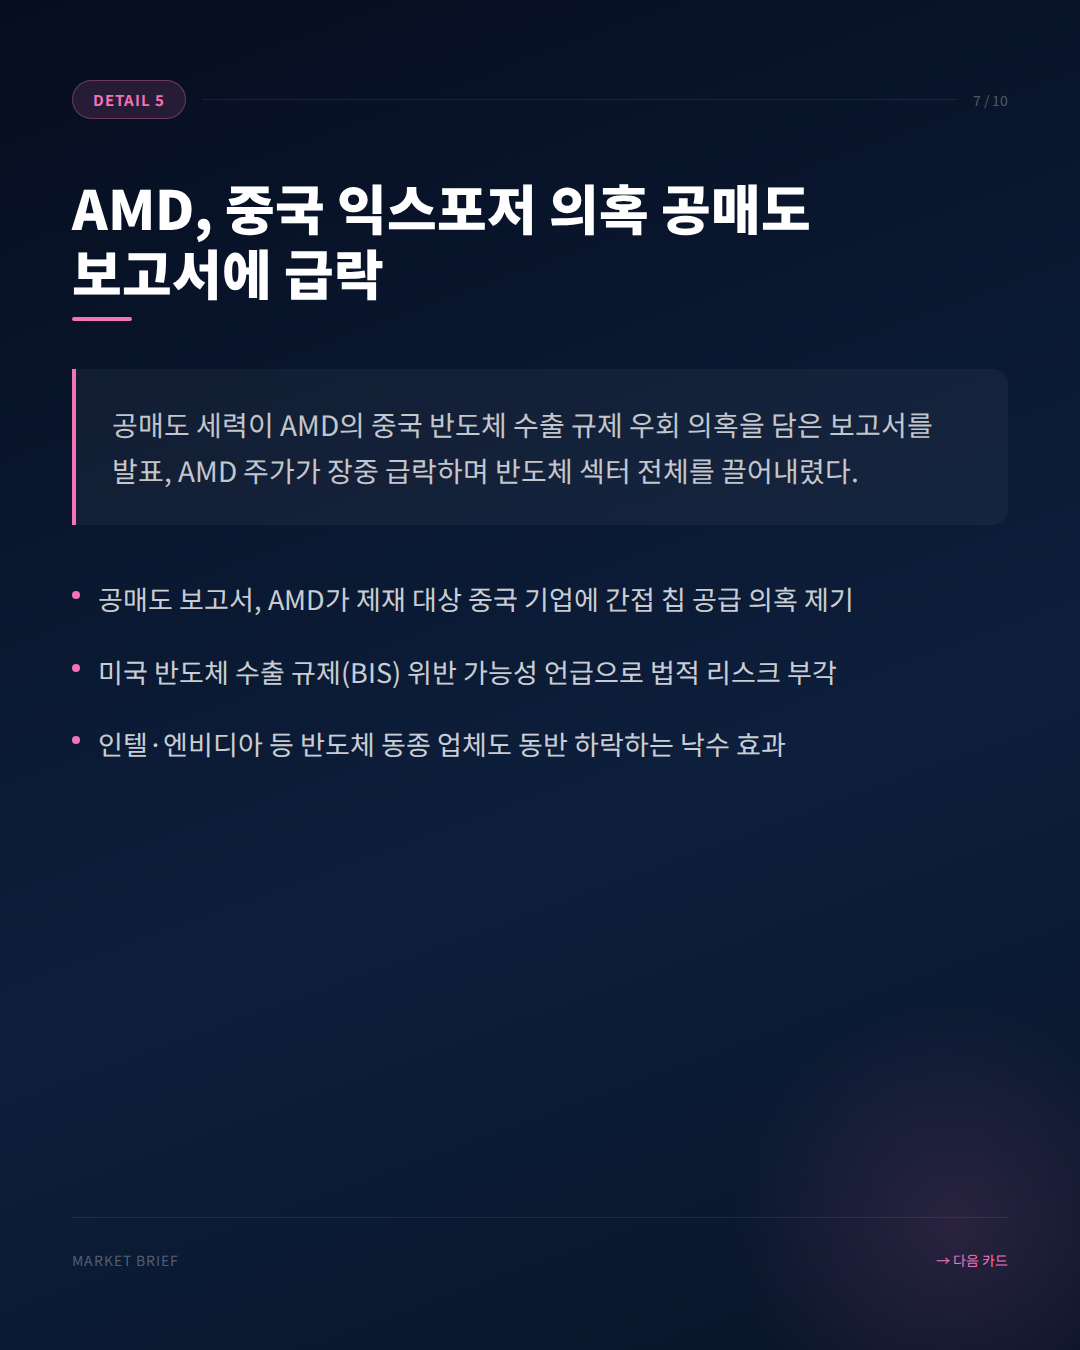 DETAIL 5
7 / 10
AMD, 중국 익스포저 의혹 공매도
보고서에 급락
공매도 세력이 AMD의 중국 반도체 수출 규제 우회 의혹을 담은 보고서를
발표, AMD 주가가 장중 급락하며 반도체 섹터 전체를 끌어내렸다.
• 공매도 보고서, AMD가 제재 대상 중국 기업에 간접 칩 공급 의혹 제기
• 미국 반도체 수출 규제(BIS) 위반 가능성 언급으로 법적 리스크 부각
• 인텔·엔비디아 등 반도체 동종 업체도 동반 하락하는 낙수 효과
MARKET BRIEF
→ 다음 카드